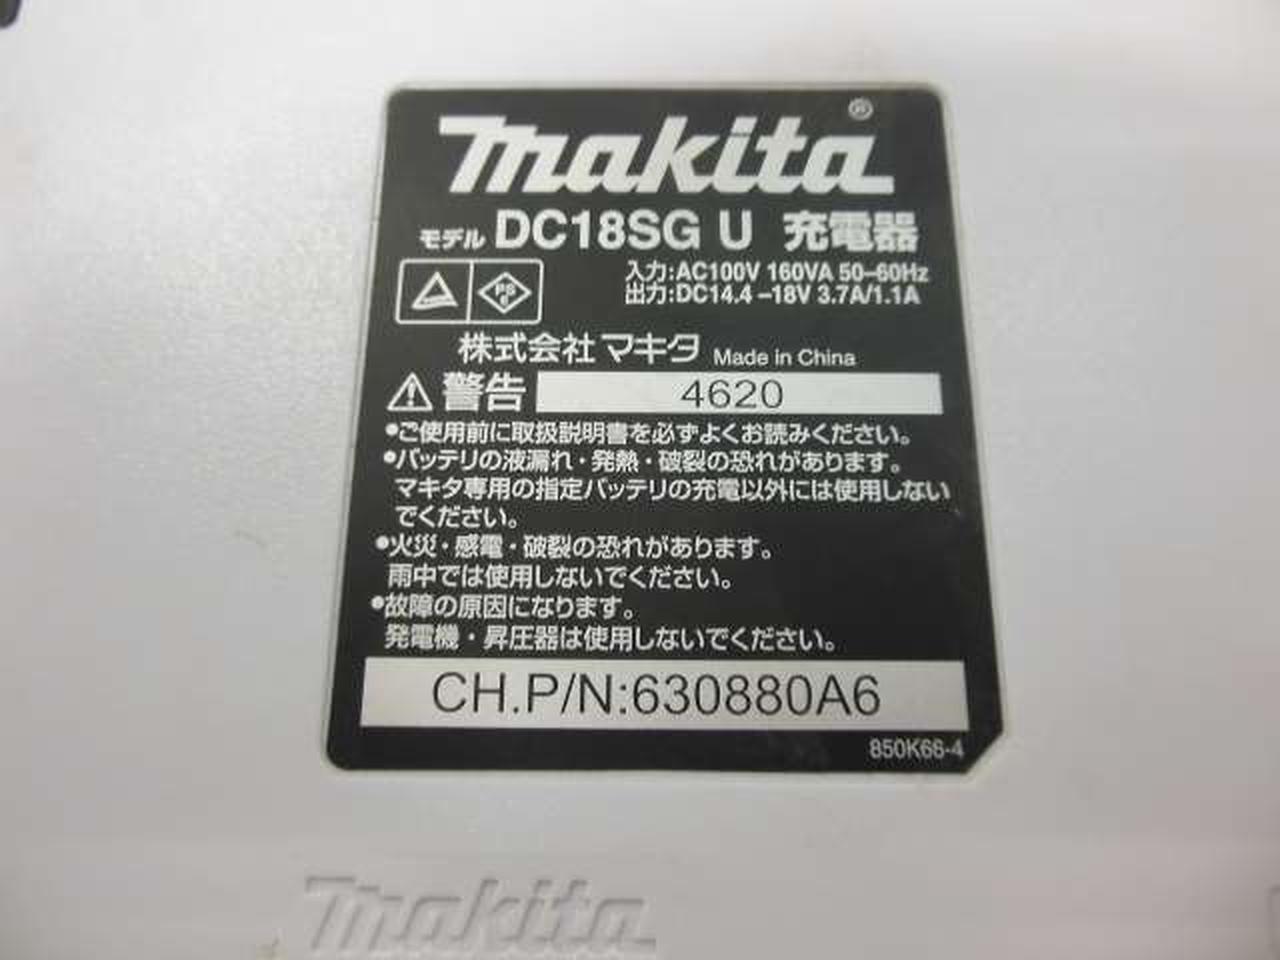 makita®
モデル DC18SG U 充電器
入力:AC100V 160VA 50–60Hz
出力:DC14.4 –18V 3.7A/1.1A
PS E
株式会社マキタ Made in China
警告 4620
•ご使用前に取扱説明書を必ずよくお読みください。
•バッテリの液漏れ・発熱・破裂の恐れがあります。
マキタ専用の指定バッテリの充電以外には使用しない
でください。
•火災・感電・破裂の恐れがあります。
雨中では使用しないでください。
•故障の原因になります。
発電機・昇圧器は使用しないでください。
CH.P/N:630880A6
850K66-4
makita